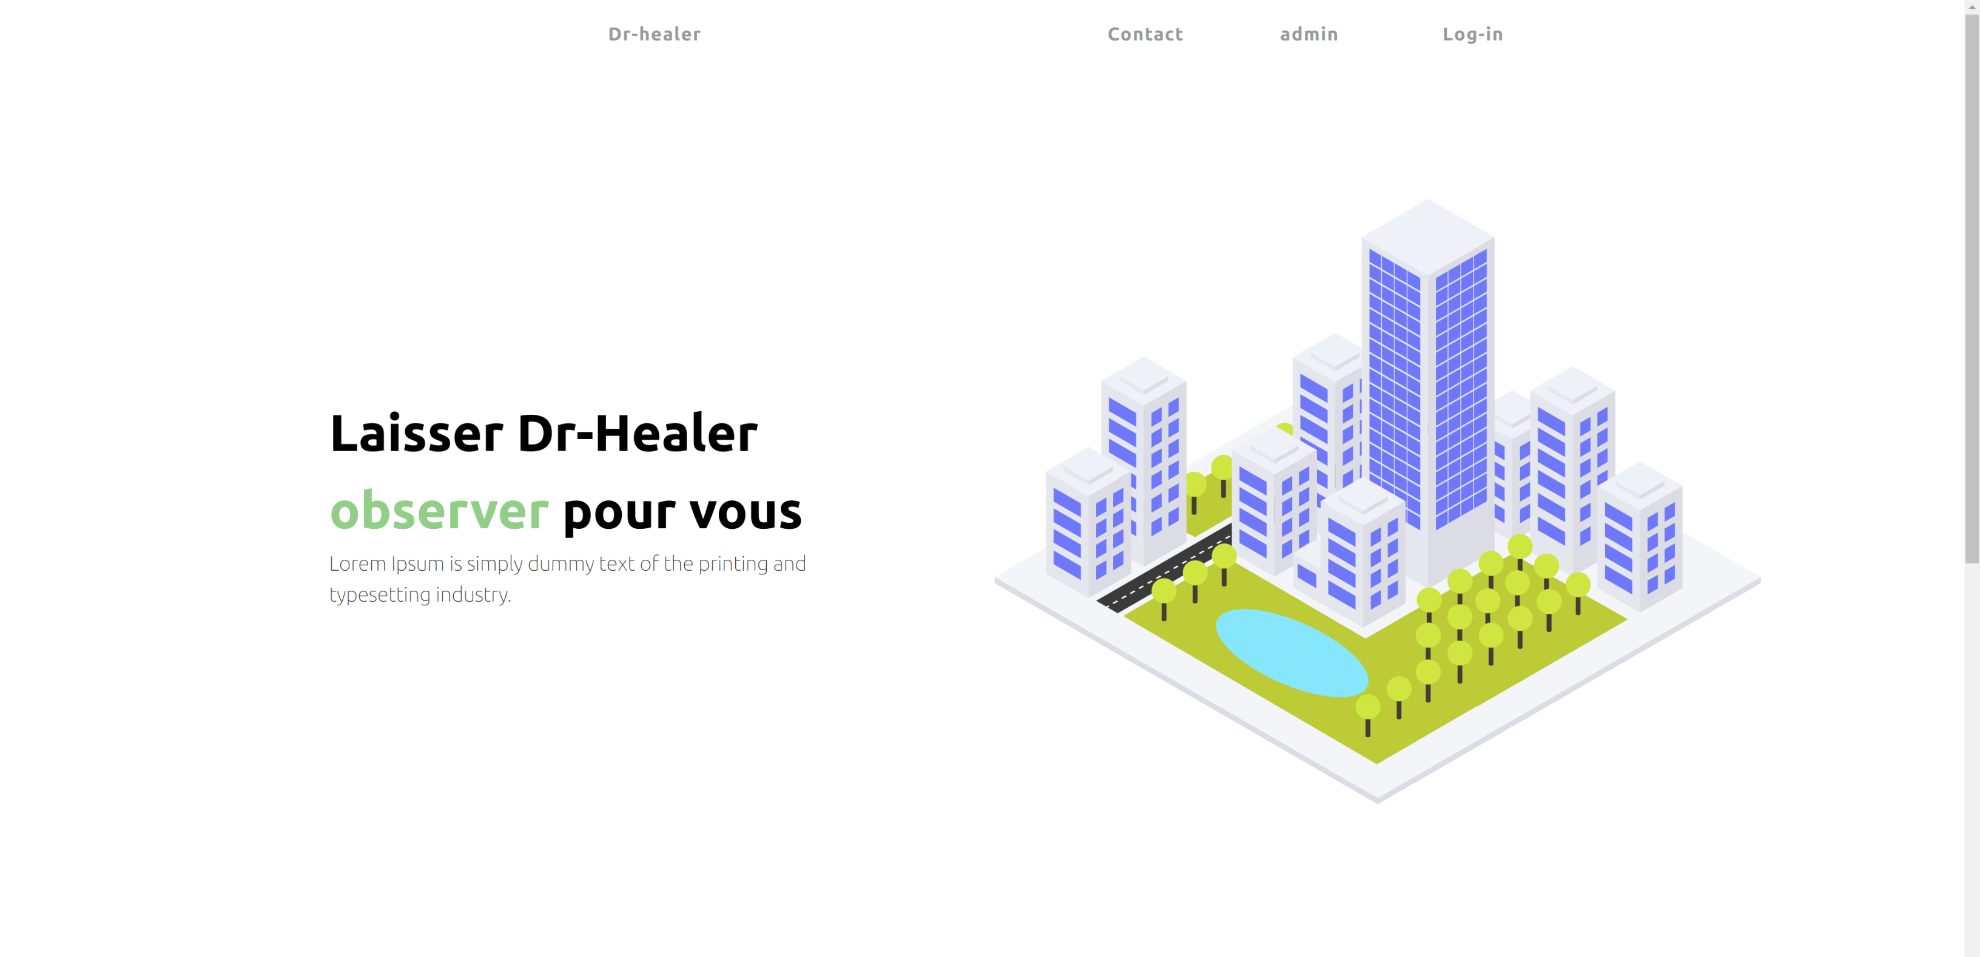 Dr-healer Contact admin Log-in
Laisser Dr-Healer
observer pour vous
Lorem Ipsum is simply dummy text of the printing and
typesetting industry.